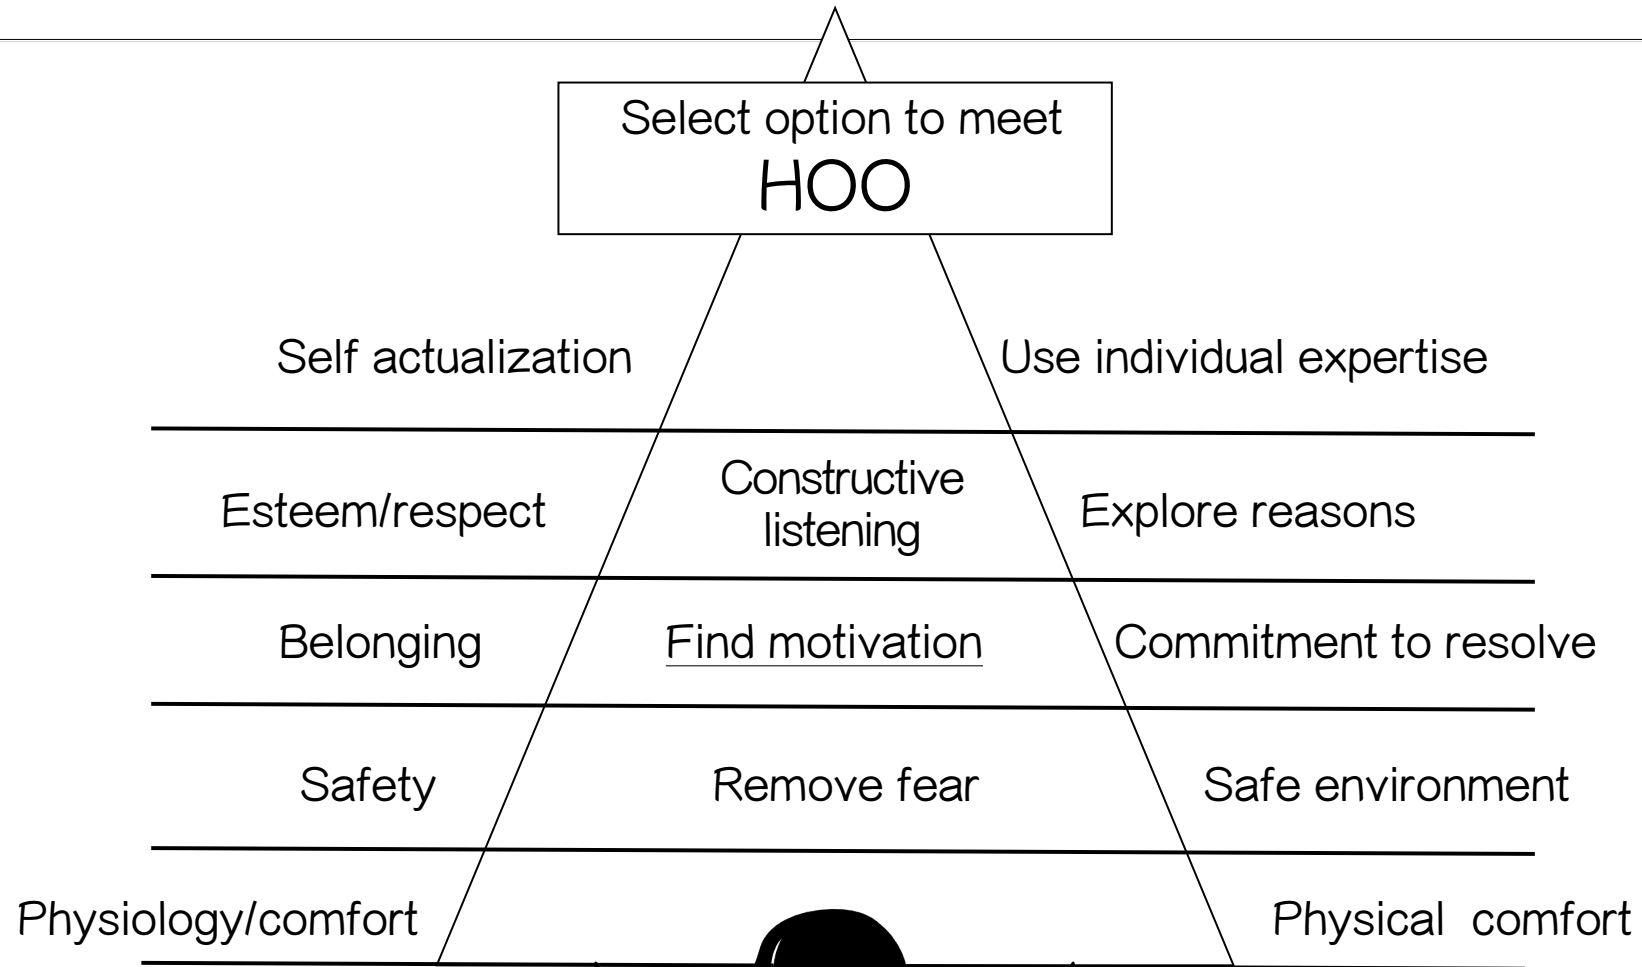 Select option to meet
HOO
Self actualization
Use individual expertise
Esteem/respect
Constructive
listening
Explore reasons
Belonging
Find motivation
Commitment to resolve
Safety
Remove fear
Safe environment
Physiology/comfort
Physical comfort